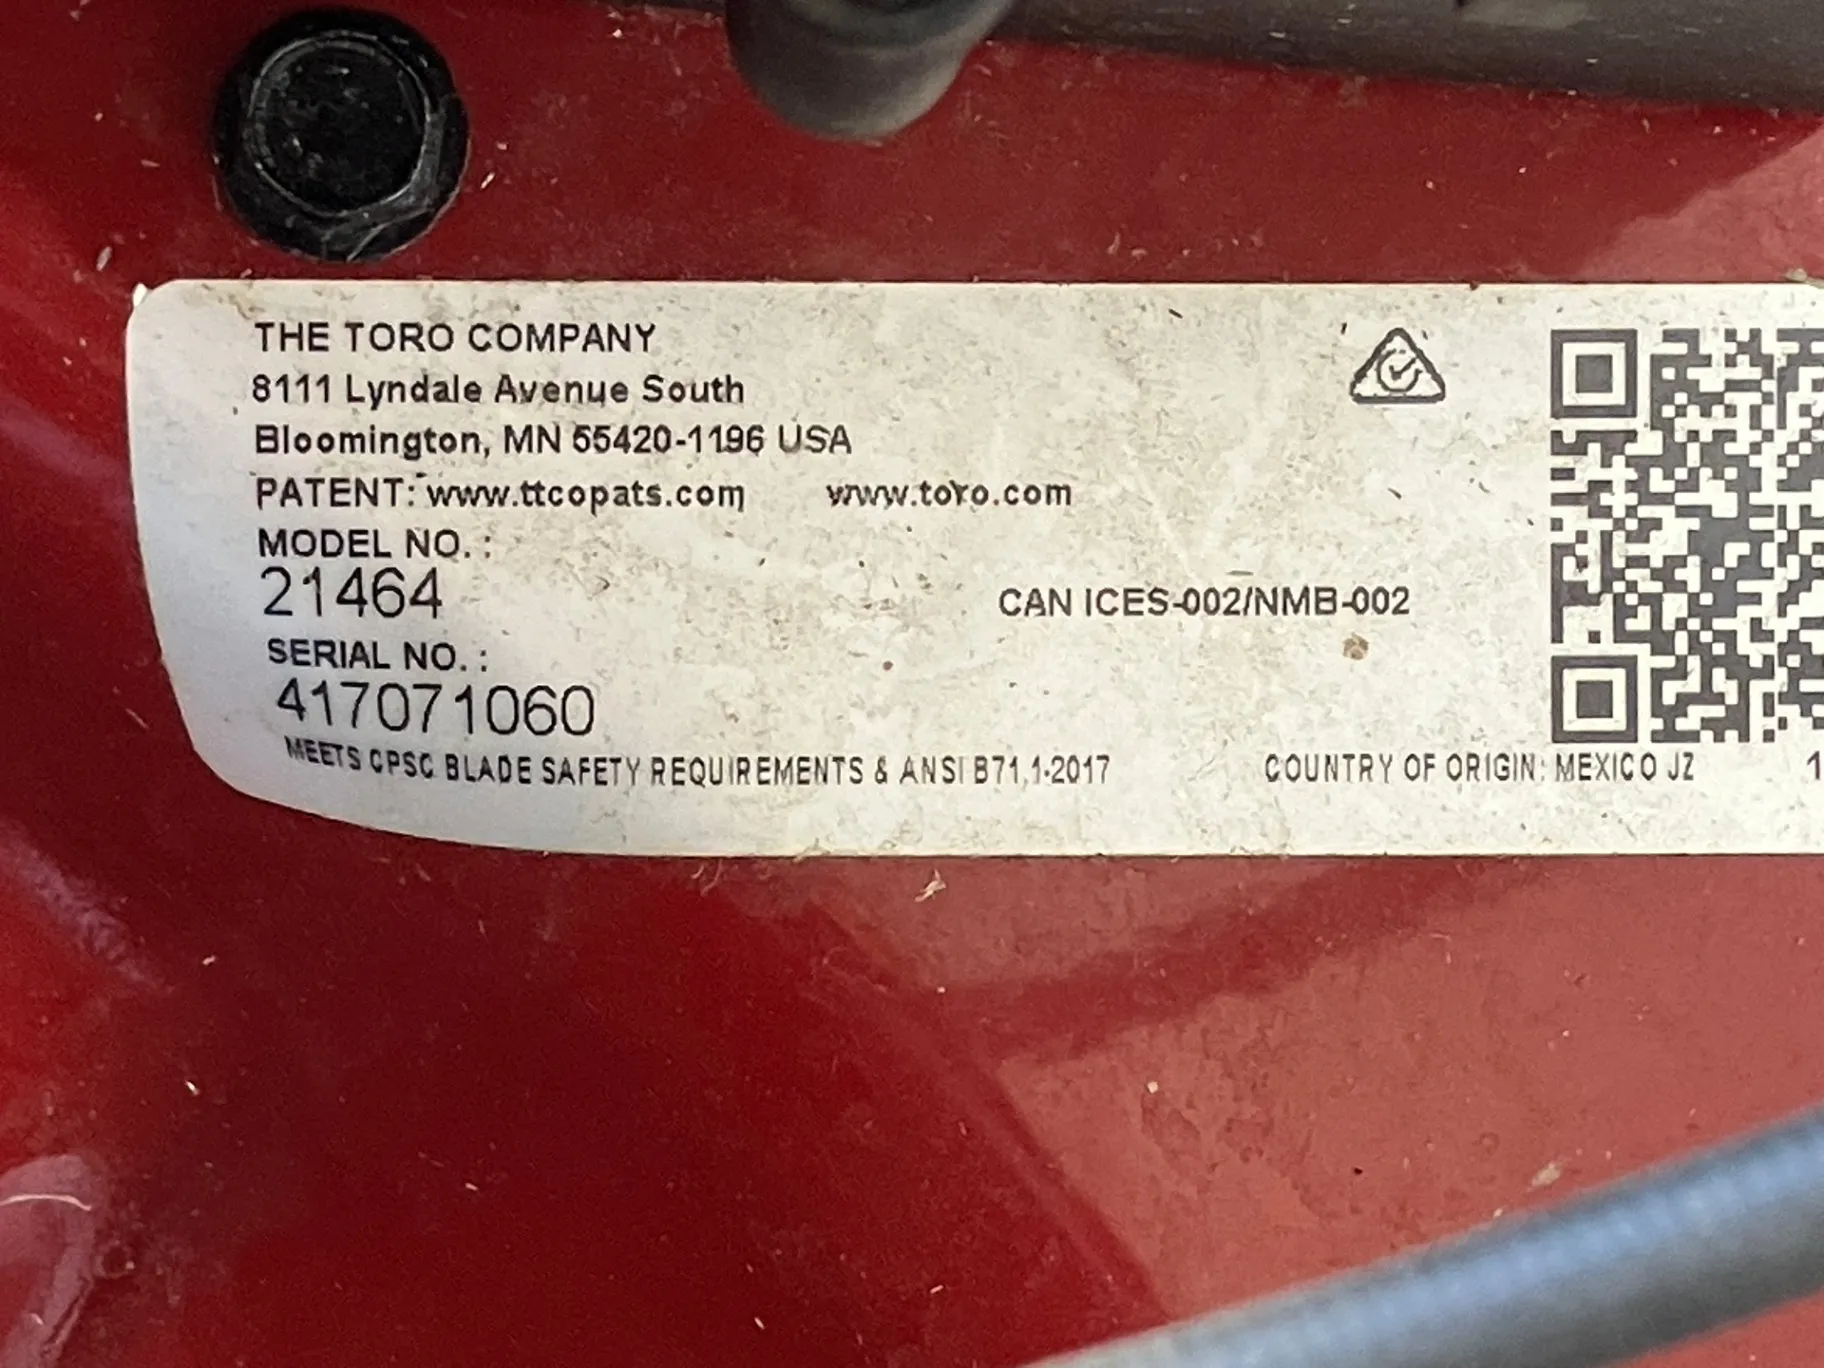 THE TORO COMPANY
8111 Lyndale Avenue South
Bloomington, MN 55420-1196 USA
PATENT: www.ttcopats.com www.toro.com
MODEL NO. :
21464
CAN ICES-002/NMB-002
SERIAL NO. :
417071060
MEETS CPSC BLADE SAFETY REQUIREMENTS & ANSI B71.1-2017 COUNTRY OF ORIGIN: MEXICO JZ 1